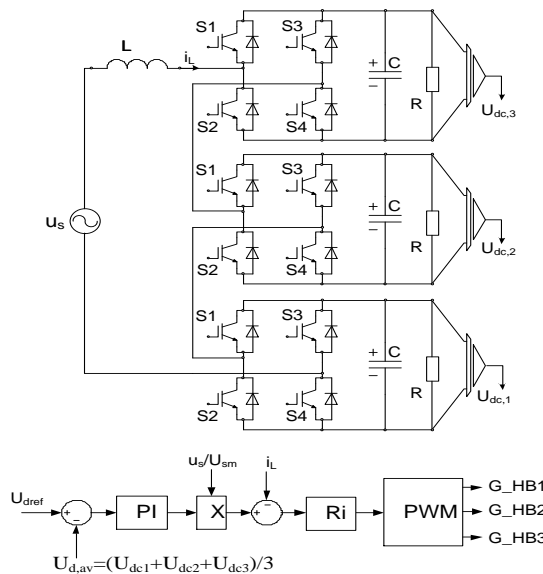 S1
S3
L
iL
+
C
−
R
S2
S4
Udc,3
S1
S3
+
C
−
us
R
S2
S4
Udc,2
S1
S3
+
C
−
R
S2
S4
Udc,1
us/Usm
iL
Udref
+
−
PI
X
+
−
Ri
PWM
G_HB1
G_HB2
G_HB3
Ud,av=(Udc1+Udc2+Udc3)/3